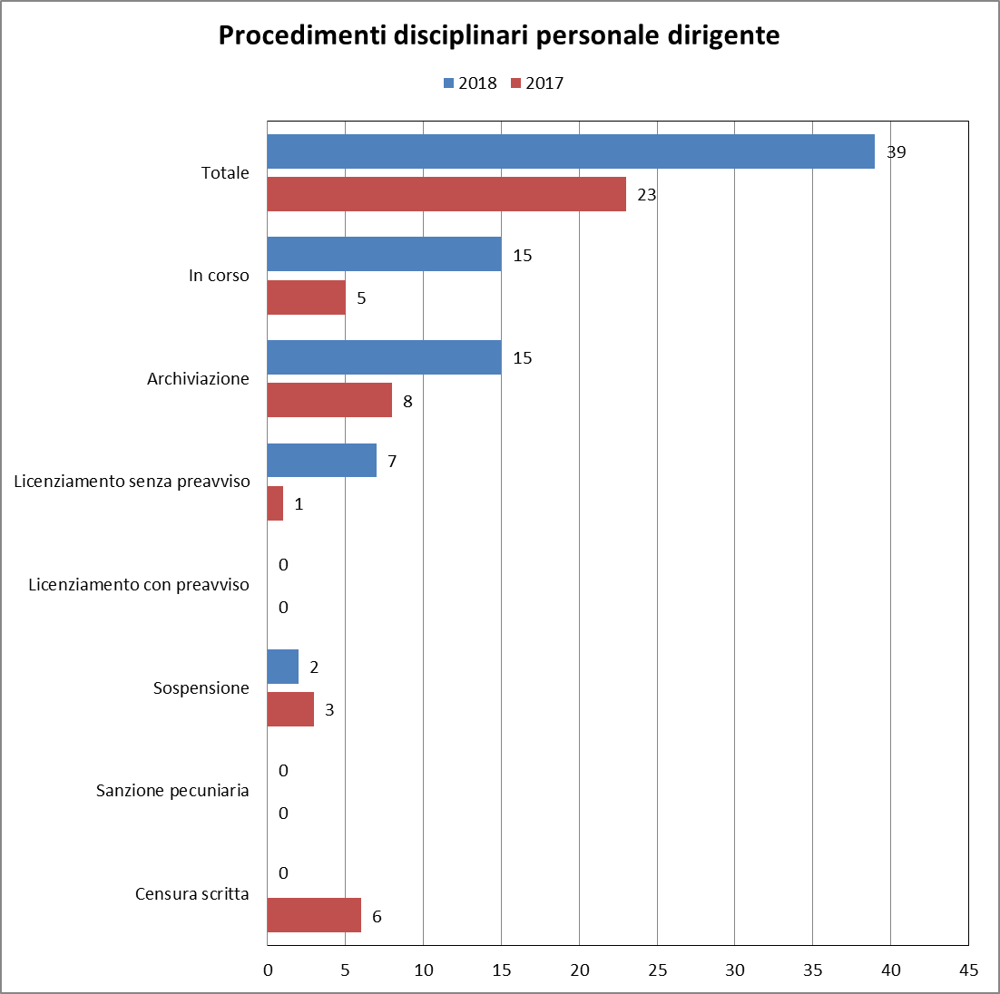 Procedimenti disciplinari personale dirigente
2018 2017
39
Totale
23
15
In corso
5
15
Archiviazione
8
7
Licenziamento senza preavviso
1
0
Licenziamento con preavviso
0
2
Sospensione
3
0
Sanzione pecuniaria
0
0
Censura scritta
6
0 5 10 15 20 25 30 35 40 45